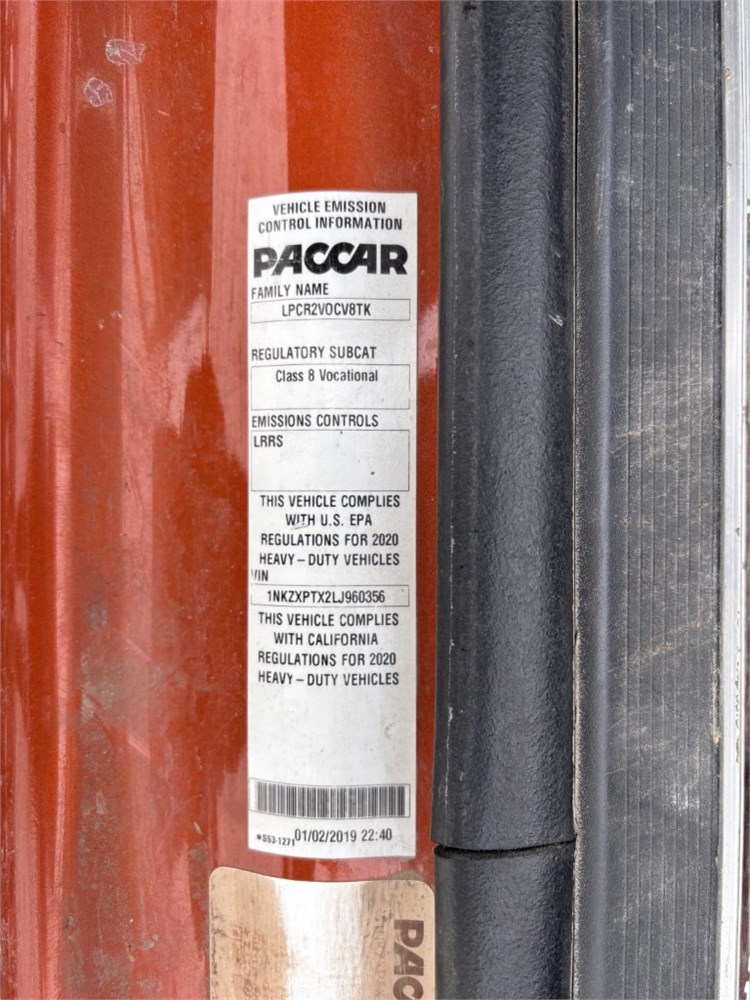 VEHICLE EMISSION
CONTROL INFORMATION
PACCAR
FAMILY NAME
LPCR2VOCV8TK
REGULATORY SUBCAT
Class 8 Vocational
EMISSIONS CONTROLS
LRRS
THIS VEHICLE COMPLIES
WITH U.S. EPA
REGULATIONS FOR 2020
HEAVY–DUTY VEHICLES
VIN
1NKZXPTX2LJ960356
THIS VEHICLE COMPLIES
WITH CALIFORNIA
REGULATIONS FOR 2020
HEAVY–DUTY VEHICLES
*S63-1271 01/02/2019 22:40
PAC